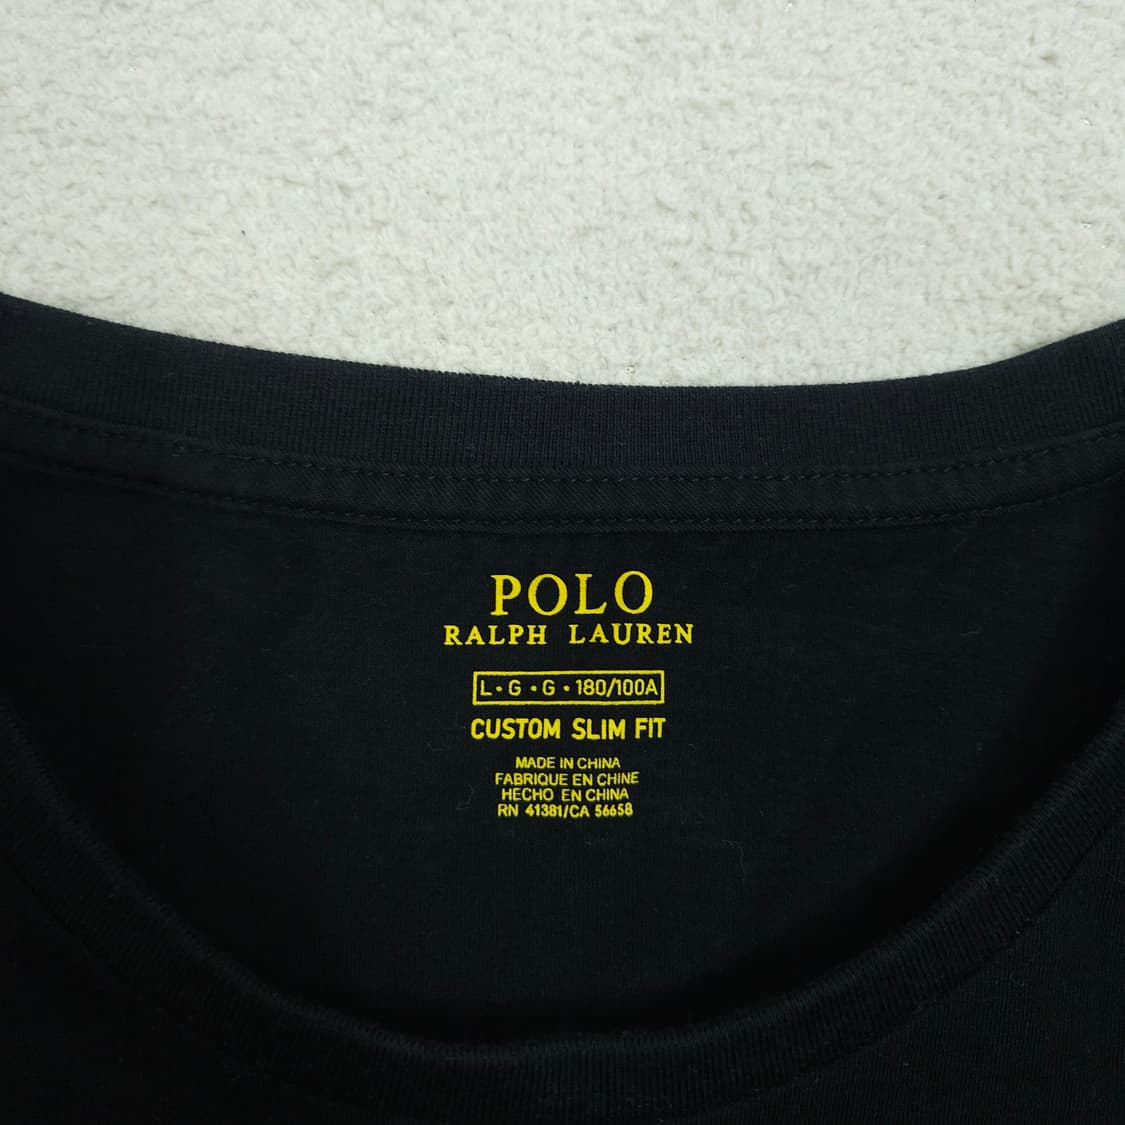 POLO
RALPH LAUREN
L • G • G • 180/100A
CUSTOM SLIM FIT
MADE IN CHINA
FABRIQUE EN CHINE
HECHO EN CHINA
RN 41381/CA 56658